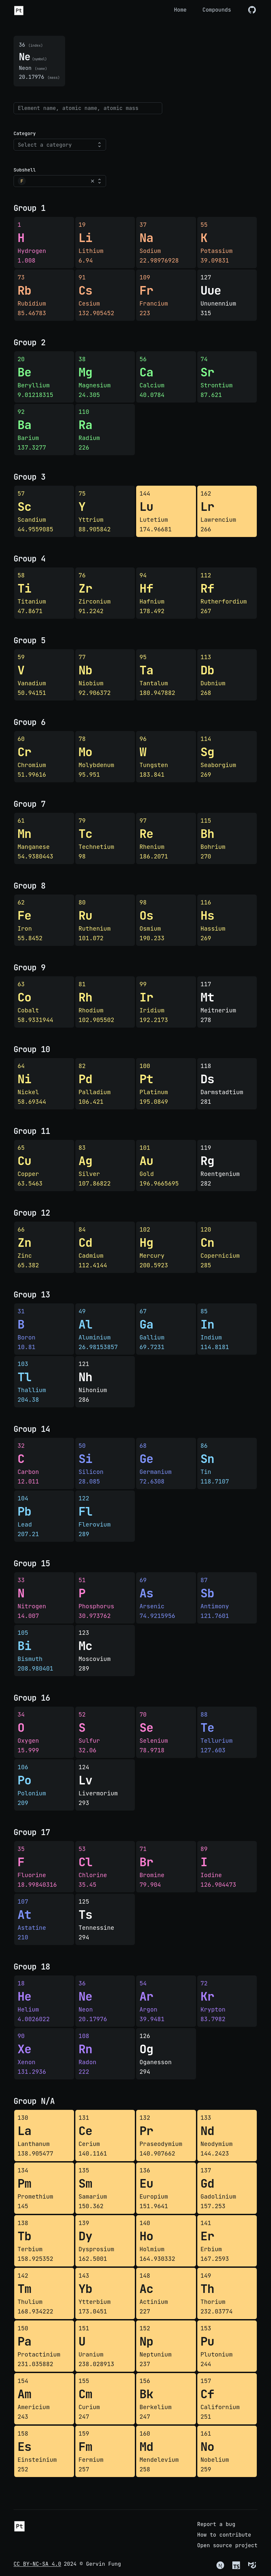 Pt Home Compounds
36 (index)
Ne (symbol)
Neon (name)
20.17976 (mass)
Element name, atomic name, atomic mass
Category
Select a category
Subshell
F
Group 1
1 19 37 55
H Li Na K
Hydrogen Lithium Sodium Potassium
1.008 6.94 22.98976928 39.09831
73 91 109 127
Rb Cs Fr Uue
Rubidium Cesium Francium Ununennium
85.46783 132.905452 223 315
Group 2
20 38 56 74
Be Mg Ca Sr
Beryllium Magnesium Calcium Strontium
9.01218315 24.305 40.0784 87.621
92 110
Ba Ra
Barium Radium
137.3277 226
Group 3
57 75 144 162
Sc Y Lu Lr
Scandium Yttrium Lutetium Lawrencium
44.9559085 88.905842 174.96681 266
Group 4
58 76 94 112
Ti Zr Hf Rf
Titanium Zirconium Hafnium Rutherfordium
47.8671 91.2242 178.492 267
Group 5
59 77 95 113
V Nb Ta Db
Vanadium Niobium Tantalum Dubnium
50.94151 92.906372 180.947882 268
Group 6
60 78 96 114
Cr Mo W Sg
Chromium Molybdenum Tungsten Seaborgium
51.99616 95.951 183.841 269
Group 7
61 79 97 115
Mn Tc Re Bh
Manganese Technetium Rhenium Bohrium
54.9380443 98 186.2071 270
Group 8
62 80 98 116
Fe Ru Os Hs
Iron Ruthenium Osmium Hassium
55.8452 101.072 190.233 269
Group 9
63 81 99 117
Co Rh Ir Mt
Cobalt Rhodium Iridium Meitnerium
58.9331944 102.905502 192.2173 278
Group 10
64 82 100 118
Ni Pd Pt Ds
Nickel Palladium Platinum Darmstadtium
58.69344 106.421 195.0849 281
Group 11
65 83 101 119
Cu Ag Au Rg
Copper Silver Gold Roentgenium
63.5463 107.86822 196.9665695 282
Group 12
66 84 102 120
Zn Cd Hg Cn
Zinc Cadmium Mercury Copernicium
65.382 112.4144 200.5923 285
Group 13
31 49 67 85
B Al Ga In
Boron Aluminium Gallium Indium
10.81 26.98153857 69.7231 114.8181
103 121
Tl Nh
Thallium Nihonium
204.38 286
Group 14
32 50 68 86
C Si Ge Sn
Carbon Silicon Germanium Tin
12.011 28.085 72.6308 118.7107
104 122
Pb Fl
Lead Flerovium
207.21 289
Group 15
33 51 69 87
N P As Sb
Nitrogen Phosphorus Arsenic Antimony
14.007 30.973762 74.9215956 121.7601
105 123
Bi Mc
Bismuth Moscovium
208.980401 289
Group 16
34 52 70 88
O S Se Te
Oxygen Sulfur Selenium Tellurium
15.999 32.06 78.9718 127.603
106 124
Po Lv
Polonium Livermorium
209 293
Group 17
35 53 71 89
F Cl Br I
Fluorine Chlorine Bromine Iodine
18.99840316 35.45 79.904 126.904473
107 125
At Ts
Astatine Tennessine
210 294
Group 18
18 36 54 72
He Ne Ar Kr
Helium Neon Argon Krypton
4.0026022 20.17976 39.9481 83.7982
90 108 126
Xe Rn Og
Xenon Radon Oganesson
131.2936 222 294
Group N/A
130 131 132 133
La Ce Pr Nd
Lanthanum Cerium Praseodymium Neodymium
138.905477 140.1161 140.907662 144.2423
134 135 136 137
Pm Sm Eu Gd
Promethium Samarium Europium Gadolinium
145 150.362 151.9641 157.253
138 139 140 141
Tb Dy Ho Er
Terbium Dysprosium Holmium Erbium
158.925352 162.5001 164.930332 167.2593
142 143 148 149
Tm Yb Ac Th
Thulium Ytterbium Actinium Thorium
168.934222 173.0451 227 232.03774
150 151 152 153
Pa U Np Pu
Protactinium Uranium Neptunium Plutonium
231.035882 238.028913 237 244
154 155 156 157
Am Cm Bk Cf
Americium Curium Berkelium Californium
243 247 247 251
158 159 160 161
Es Fm Md No
Einsteinium Fermium Mendelevium Nobelium
252 257 258 259
Pt
Report a bug
How to contribute
Open source project
CC BY-NC-SA 4.0 2024 © Gervin Fung